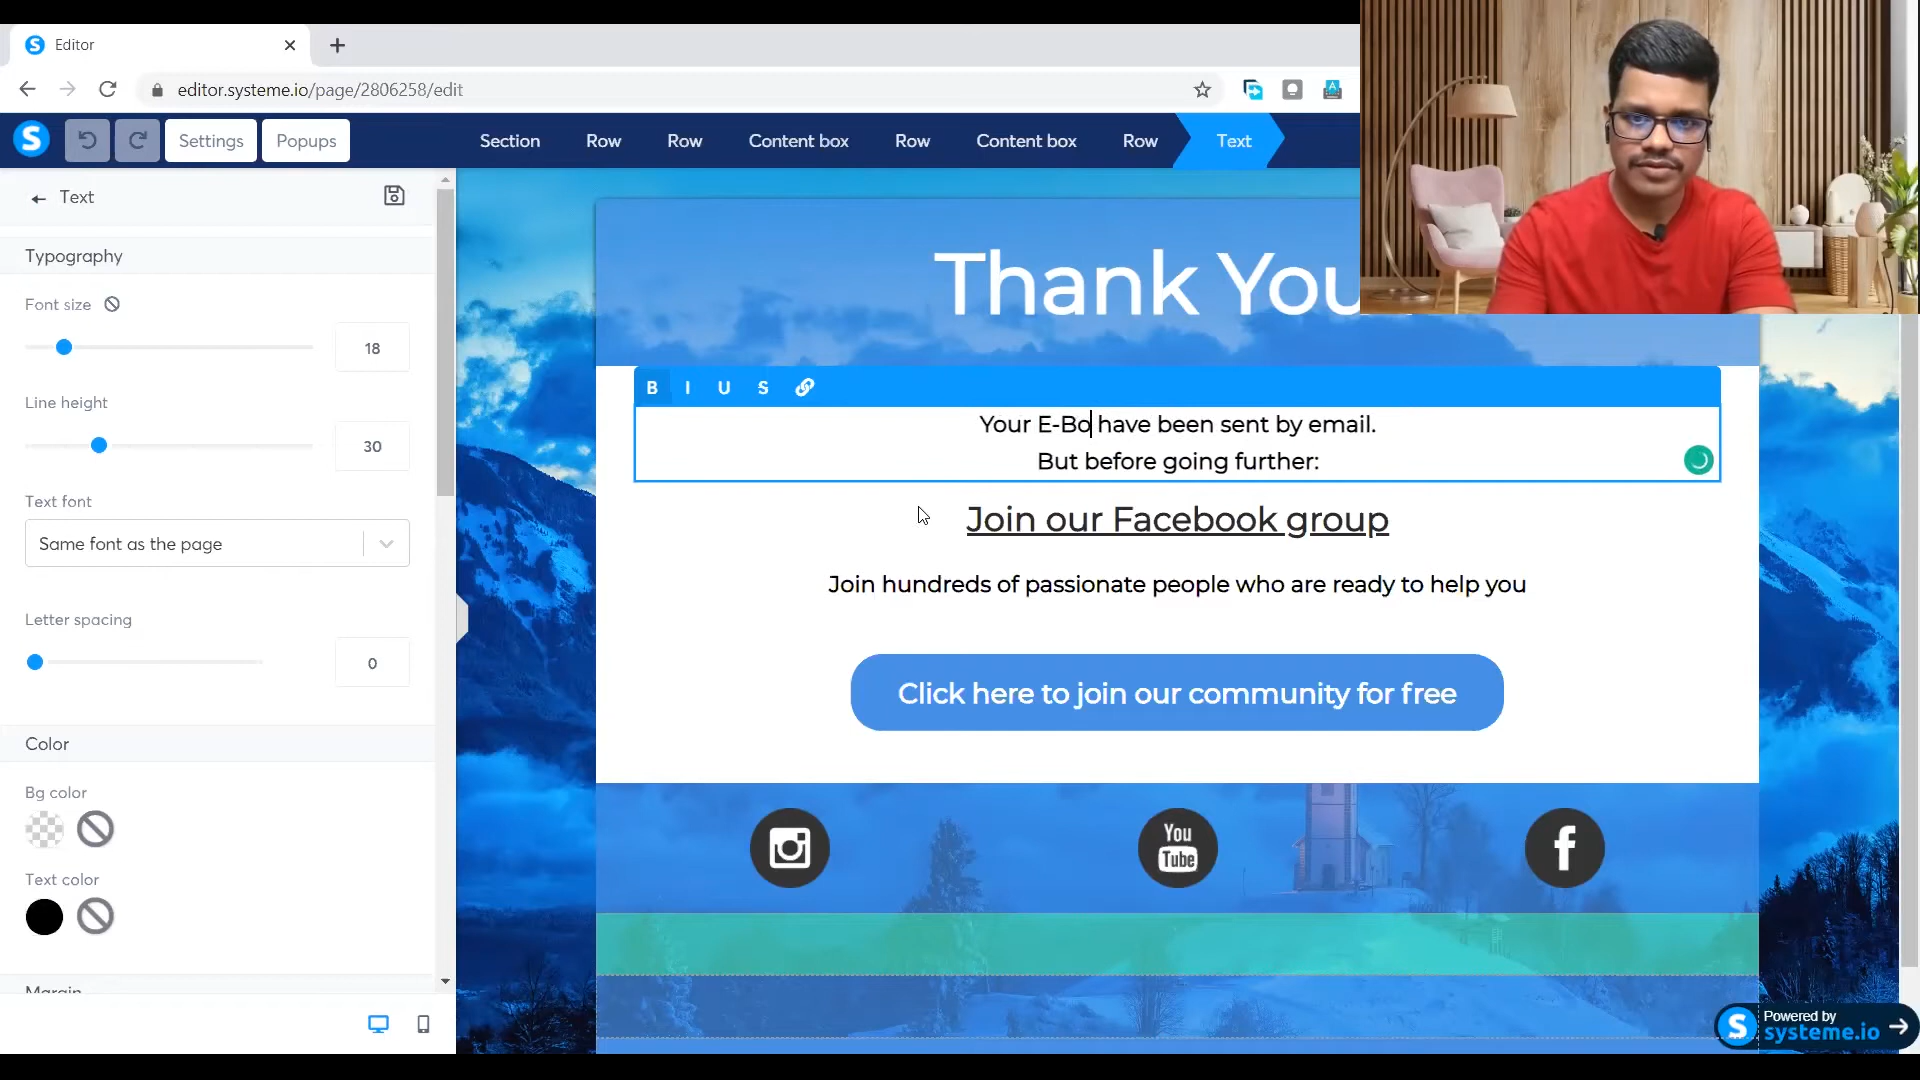 Editor
editor.systeme.io/page/2806258/edit
S Settings Popups Section Row Row Content box Row Content box Row Text
Text
Typography
Font size
18
Line height
30
Text font
Same font as the page
Letter spacing
0
Color
Bg color
Text color
Thank You
B I U S
Your E-Bo have been sent by email.
But before going further:
Join our Facebook group
Join hundreds of passionate people who are ready to help you
Click here to join our community for free
You
Tube
f
Powered by
S systeme.io